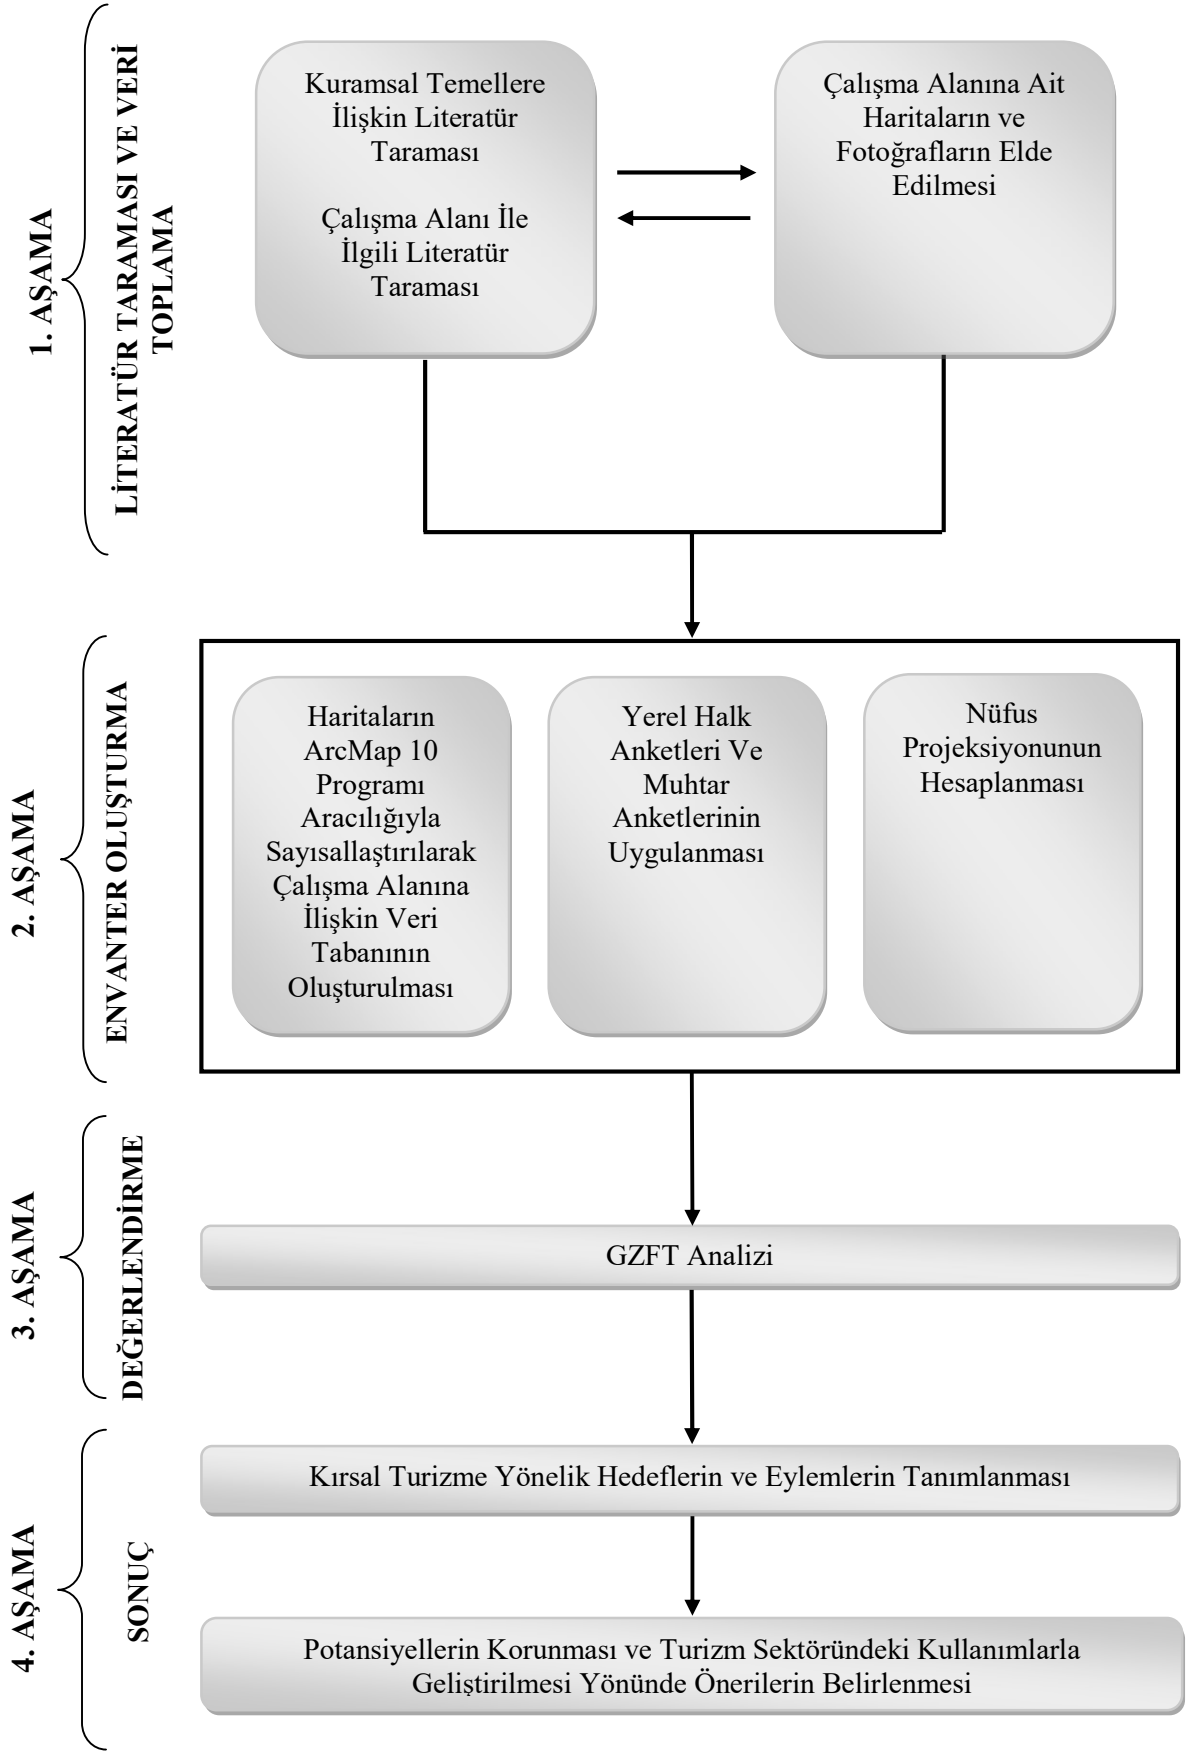 1. AŞAMA
LİTERATÜR TARAMASI VE VERİ
TOPLAMA
Kuramsal Temellere
İlişkin Literatür
Taraması
Çalışma Alanı İle
İlgili Literatür
Taraması
Çalışma Alanına Ait
Haritaların ve
Fotoğrafların Elde
Edilmesi
2. AŞAMA
ENVANTER OLUŞTURMA
Haritaların
ArcMap 10
Programı
Aracılığıyla
Sayısallaştırılarak
Çalışma Alanına
İlişkin Veri
Tabanının
Oluşturulması
Yerel Halk
Anketleri Ve
Muhtar
Anketlerinin
Uygulanması
Nüfus
Projeksiyonunun
Hesaplanması
3. AŞAMA
DEĞERLENDİRME
GZFT Analizi
4. AŞAMA
SONUÇ
Kırsal Turizme Yönelik Hedeflerin ve Eylemlerin Tanımlanması
Potansiyellerin Korunması ve Turizm Sektöründeki Kullanımlarla
Geliştirilmesi Yönünde Önerilerin Belirlenmesi